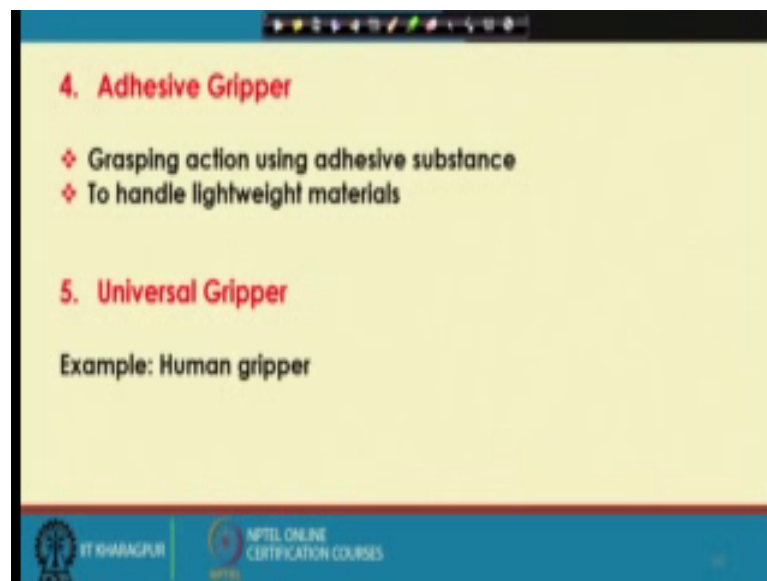 4. Adhesive Gripper
❖ Grasping action using adhesive substance
❖ To handle lightweight materials
5. Universal Gripper
Example: Human gripper
IIT KHARAGPUR
NPTEL ONLINE
CERTIFICATION COURSES
NPTEL